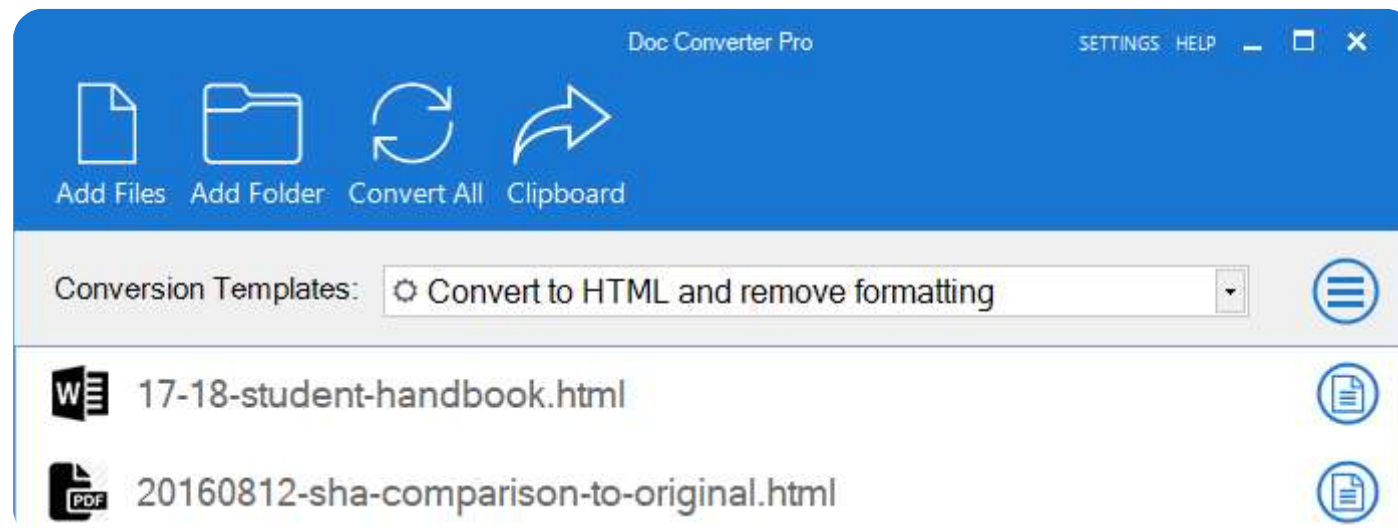 Doc Converter Pro
SETTINGS HELP
Add Files Add Folder Convert All Clipboard
Conversion Templates: Convert to HTML and remove formatting
W 17-18-student-handbook.html
PDF 20160812-sha-comparison-to-original.html